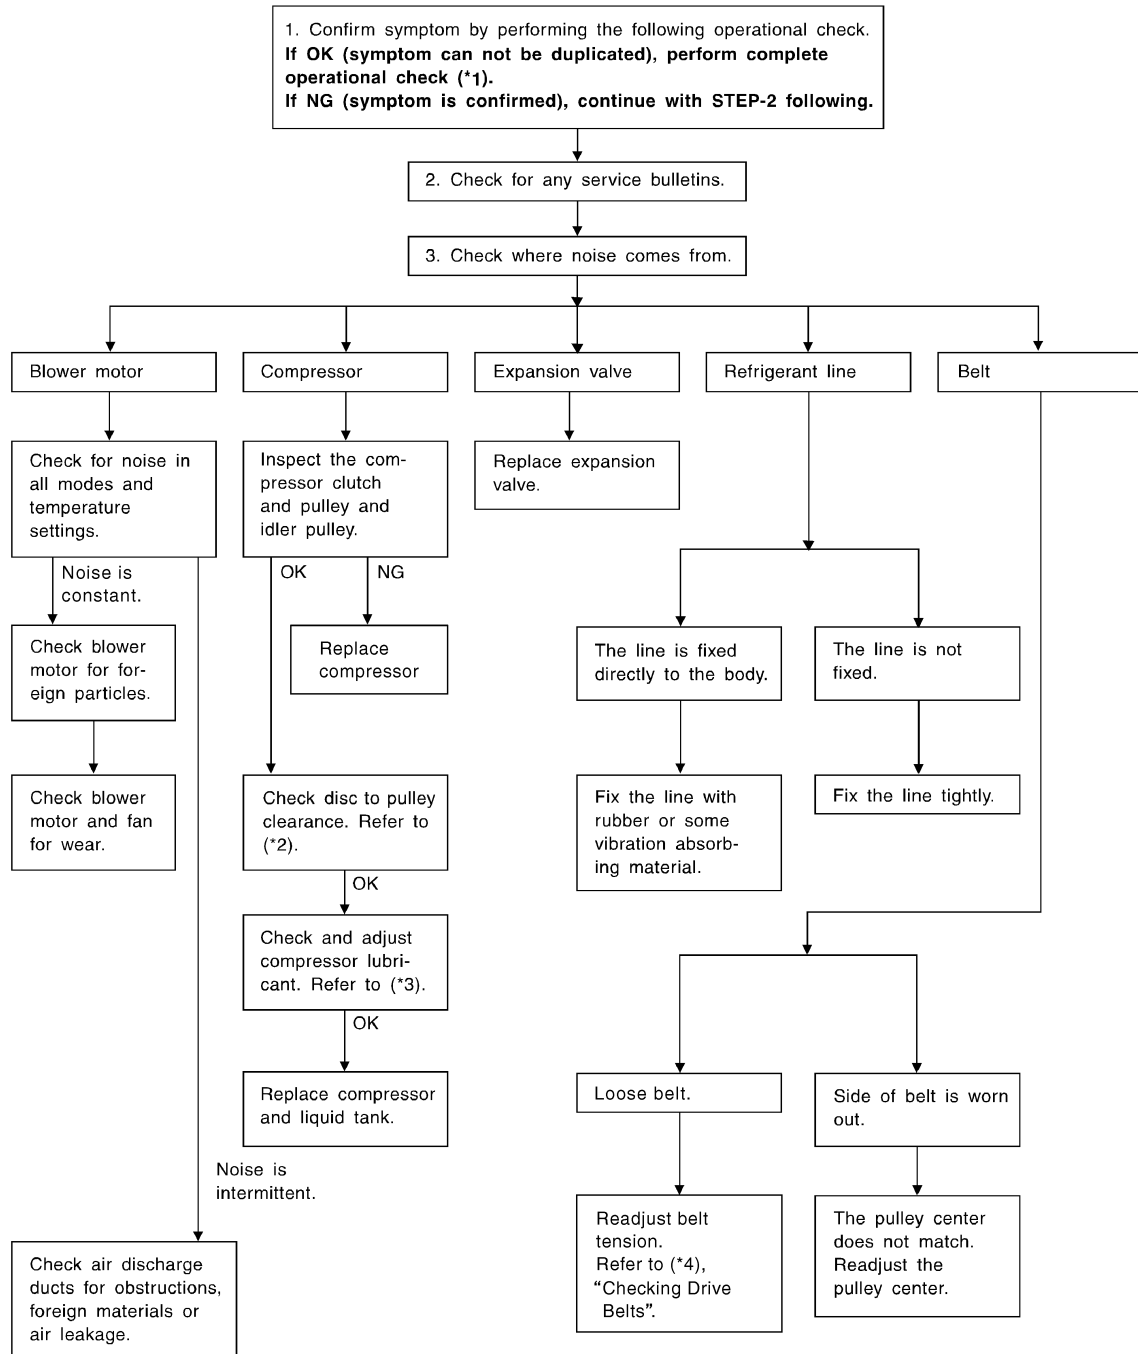 1. Confirm symptom by performing the following operational check.
If OK (symptom can not be duplicated), perform complete
operational check (*1).
If NG (symptom is confirmed), continue with STEP-2 following.
2. Check for any service bulletins.
3. Check where noise comes from.
Blower motor
Compressor
Expansion valve
Refrigerant line
Belt
Check for noise in
all modes and
temperature
settings.
Inspect the com-
pressor clutch
and pulley and
idler pulley.
Replace expansion
valve.
Noise is
constant.
OK
NG
Check blower
motor for for-
eign particles.
Replace
compressor
The line is fixed
directly to the body.
The line is not
fixed.
Check blower
motor and fan
for wear.
Check disc to pulley
clearance. Refer to
(*2).
Fix the line with
rubber or some
vibration absorb-
ing material.
Fix the line tightly.
OK
Check and adjust
compressor lubri-
cant. Refer to (*3).
OK
Replace compressor
and liquid tank.
Loose belt.
Side of belt is worn
out.
Noise is
intermittent.
Readjust belt
tension.
Refer to (*4),
“Checking Drive
Belts”.
The pulley center
does not match.
Readjust the
pulley center.
Check air discharge
ducts for obstructions,
foreign materials or
air leakage.